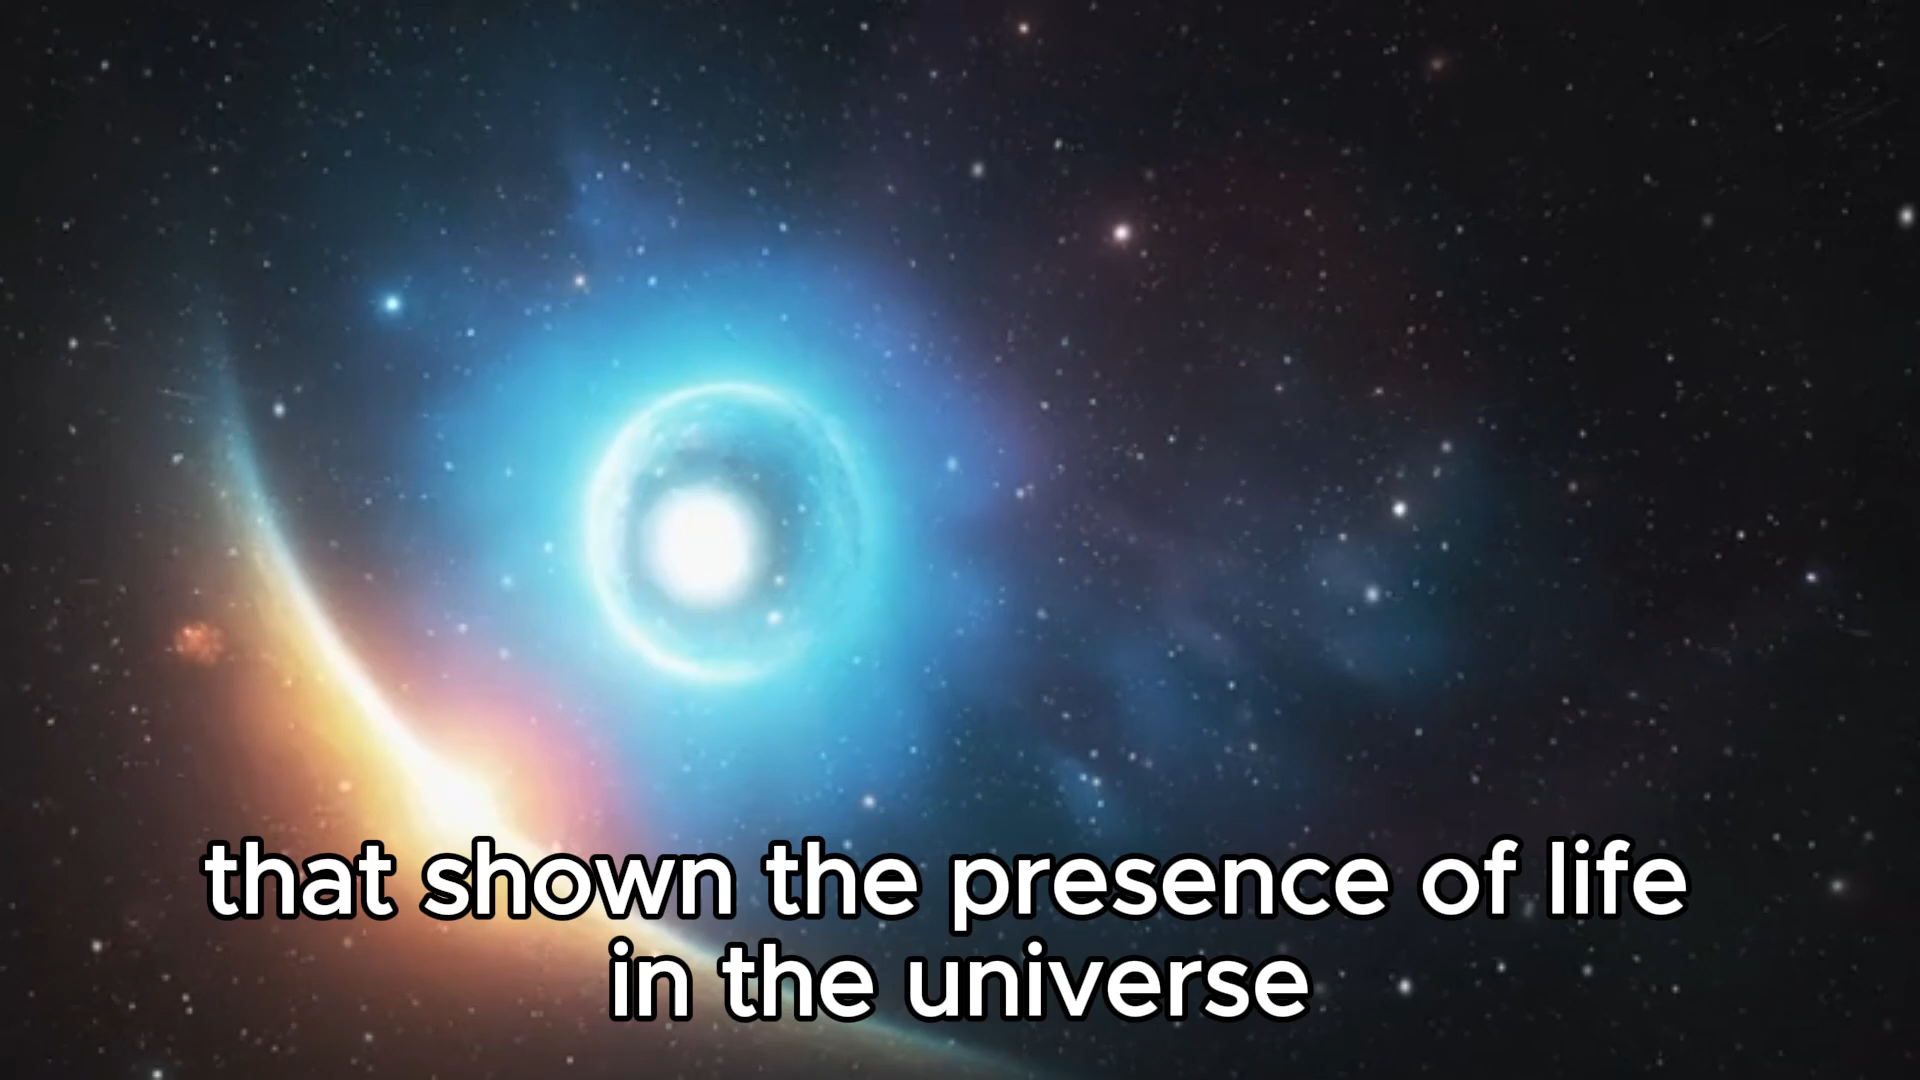 that shown the presence of life
in the universe